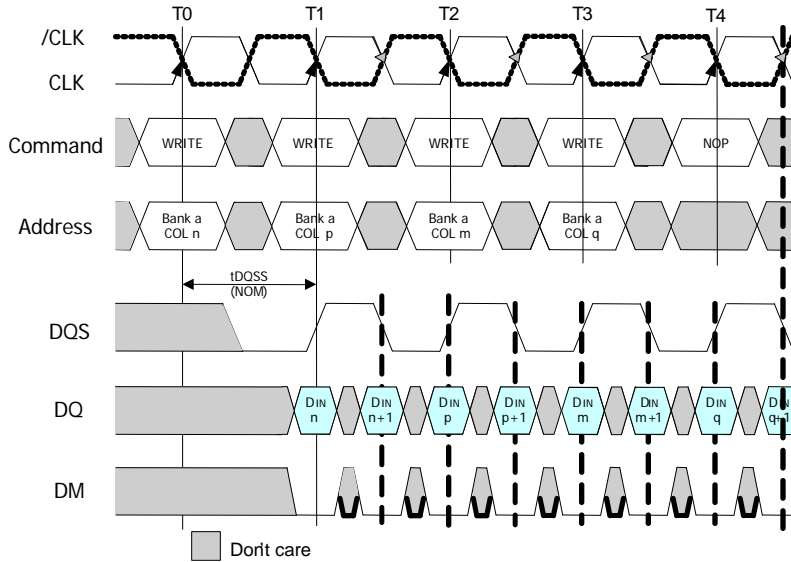 T0 T1 T2 T3 T4
/CLK
CLK
Command WRITE WRITE WRITE WRITE NOP
Address Bank a Bank a Bank a Bank a
COL n COL p COL m COL q
tDQSS
(NOM)
DQS
DQ DIN DIN DIN DIN DIN DIN DIN DIN
n n+1 p p+1 m m+1 q q+1
DM
Don't care